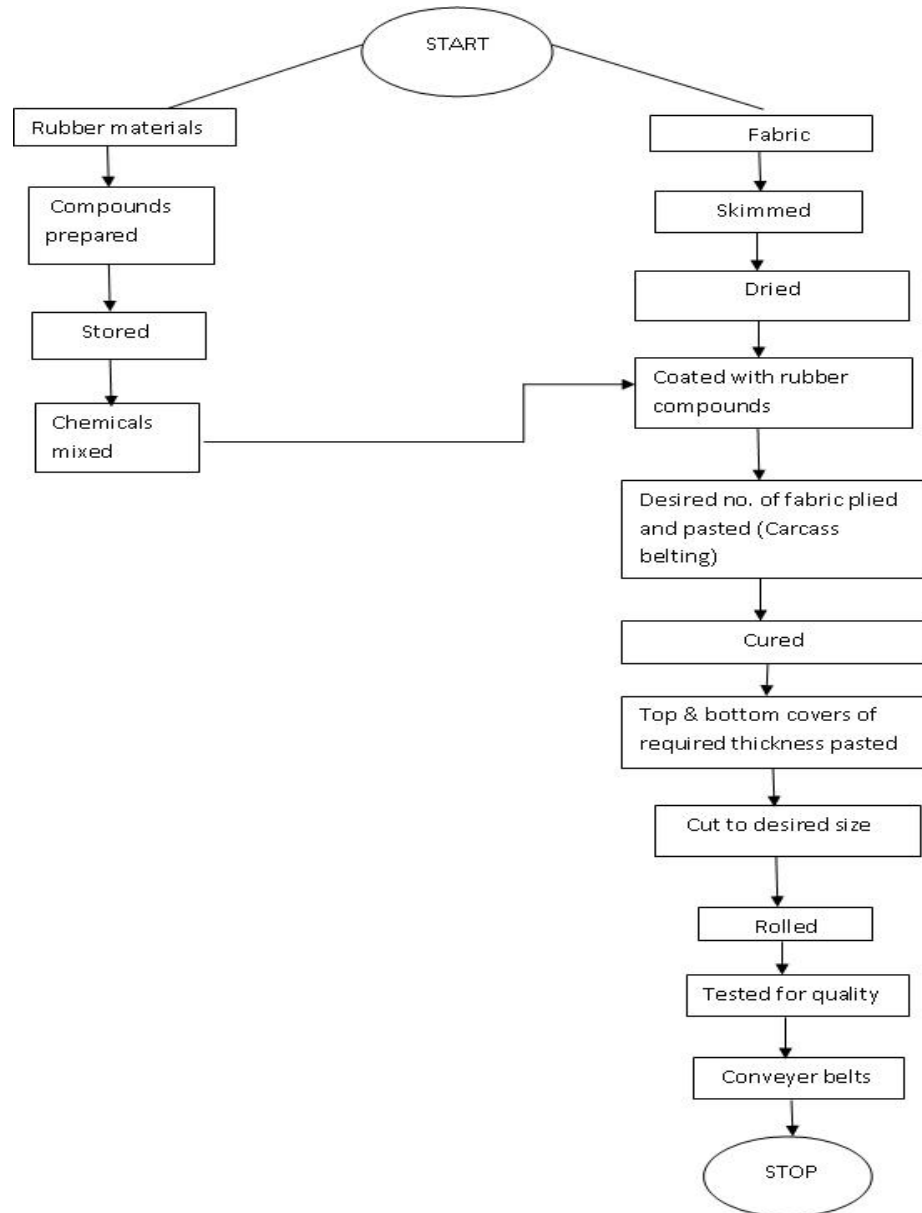 START
Rubber materials
Compounds
prepared
Stored
Chemicals
mixed
Fabric
Skimmed
Dried
Coated with rubber
compounds
Desired no. of fabric plied
and pasted (Carcass
belting)
Cured
Top & bottom covers of
required thickness pasted
Cut to desired size
Rolled
Tested for quality
Conveyer belts
STOP